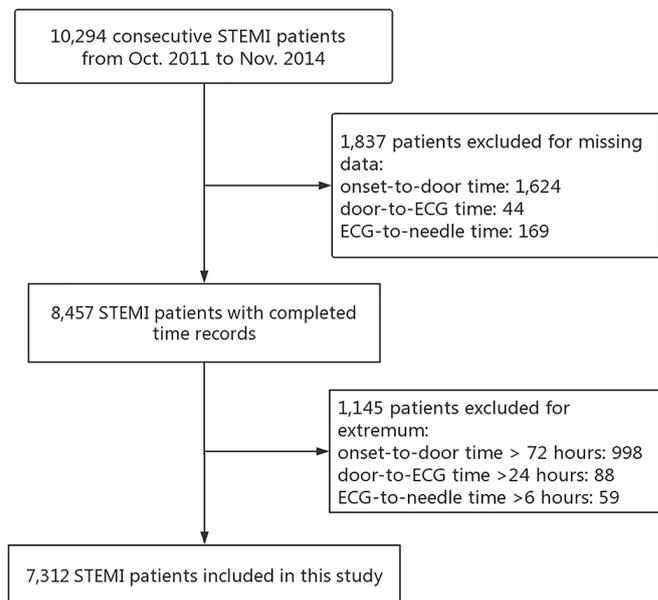 10,294 consecutive STEMI patients
from Oct. 2011 to Nov. 2014
1,837 patients excluded for missing
data:
onset-to-door time: 1,624
door-to-ECG time: 44
ECG-to-needle time: 169
8,457 STEMI patients with completed
time records
1,145 patients excluded for
extremum:
onset-to-door time > 72 hours: 998
door-to-ECG time >24 hours: 88
ECG-to-needle time >6 hours: 59
7,312 STEMI patients included in this study